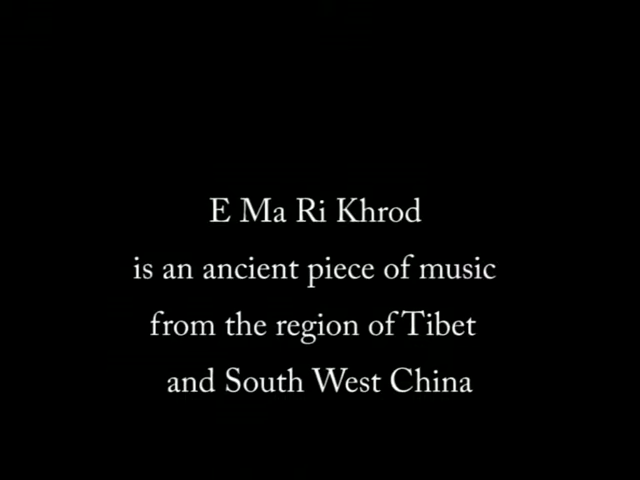 E Ma Ri Khrod
is an ancient piece of music
from the region of Tibet
and South West China